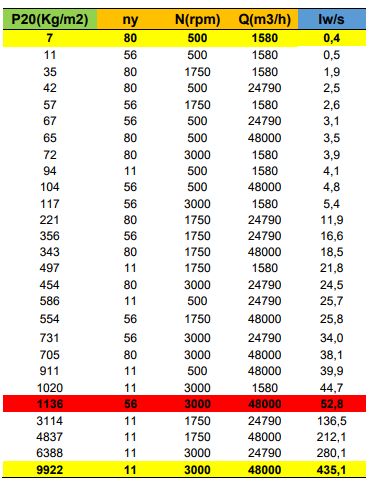 P20(Kg/m2) ny N(rpm) Q(m3/h) Iw/s
7 80 500 1580 0,4
11 56 500 1580 0,5
35 80 1750 1580 1,9
42 80 500 24790 2,5
57 56 1750 1580 2,6
67 56 500 24790 3,1
65 80 500 48000 3,5
72 80 3000 1580 3,9
94 11 500 1580 4,1
104 56 500 48000 4,8
117 56 3000 1580 5,4
221 80 1750 24790 11,9
356 56 1750 24790 16,6
343 80 1750 48000 18,5
497 11 1750 1580 21,8
454 80 3000 24790 24,5
586 11 500 24790 25,7
554 56 1750 48000 25,8
731 56 3000 24790 34,0
705 80 3000 48000 38,1
911 11 500 48000 39,9
1020 11 3000 1580 44,7
1136 56 3000 48000 52,8
3114 11 1750 24790 136,5
4837 11 1750 48000 212,1
6388 11 3000 24790 280,1
9922 11 3000 48000 435,1